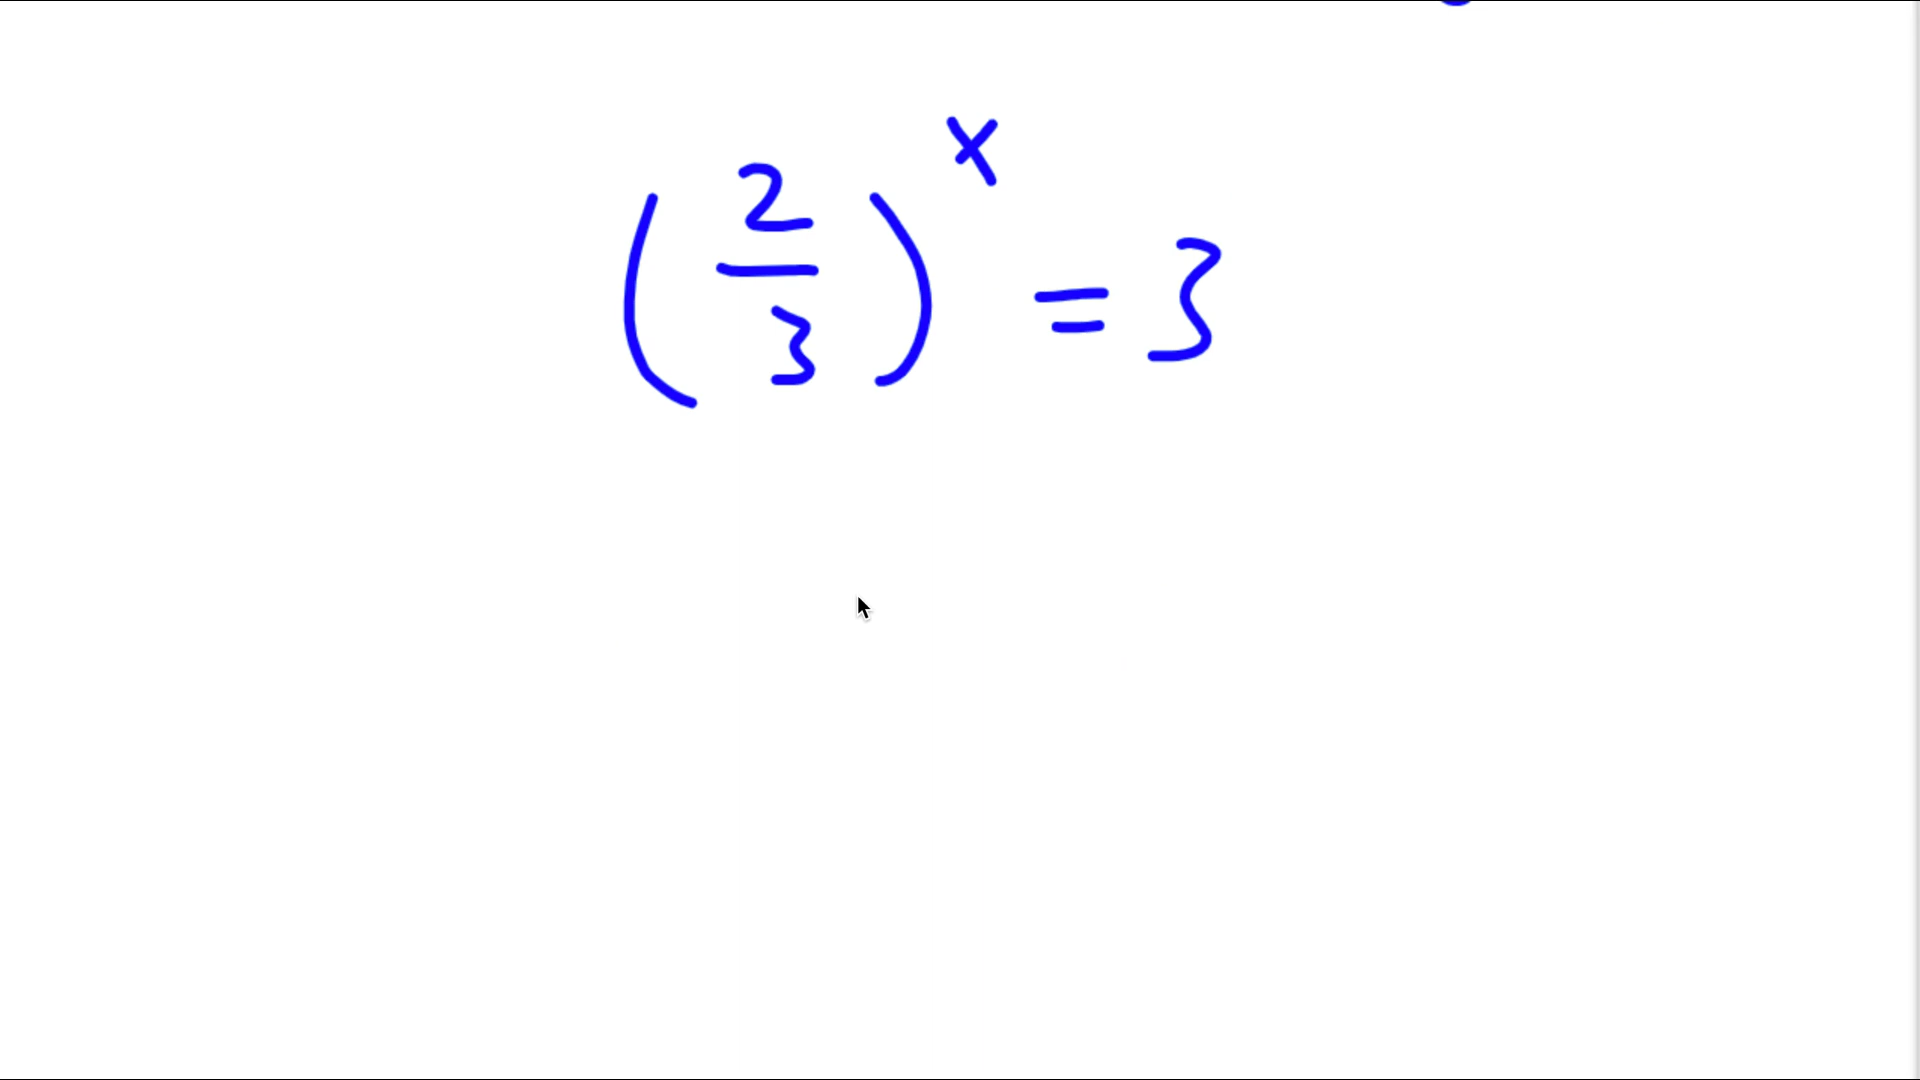 (2/3)^x = 3